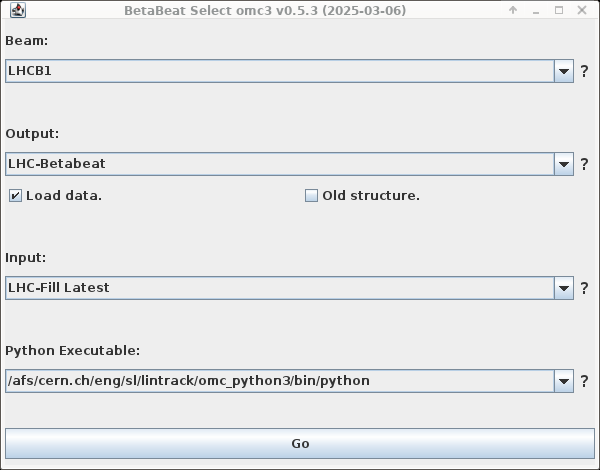 BetaBeat Select omc3 v0.5.3 (2025-03-06)
Beam:
LHCB1 ?
Output:
LHC-Betabeat ?
Load data. Old structure.
Input:
LHC-Fill Latest ?
Python Executable:
/afs/cern.ch/eng/sl/lintrack/omc_python3/bin/python ?
Go